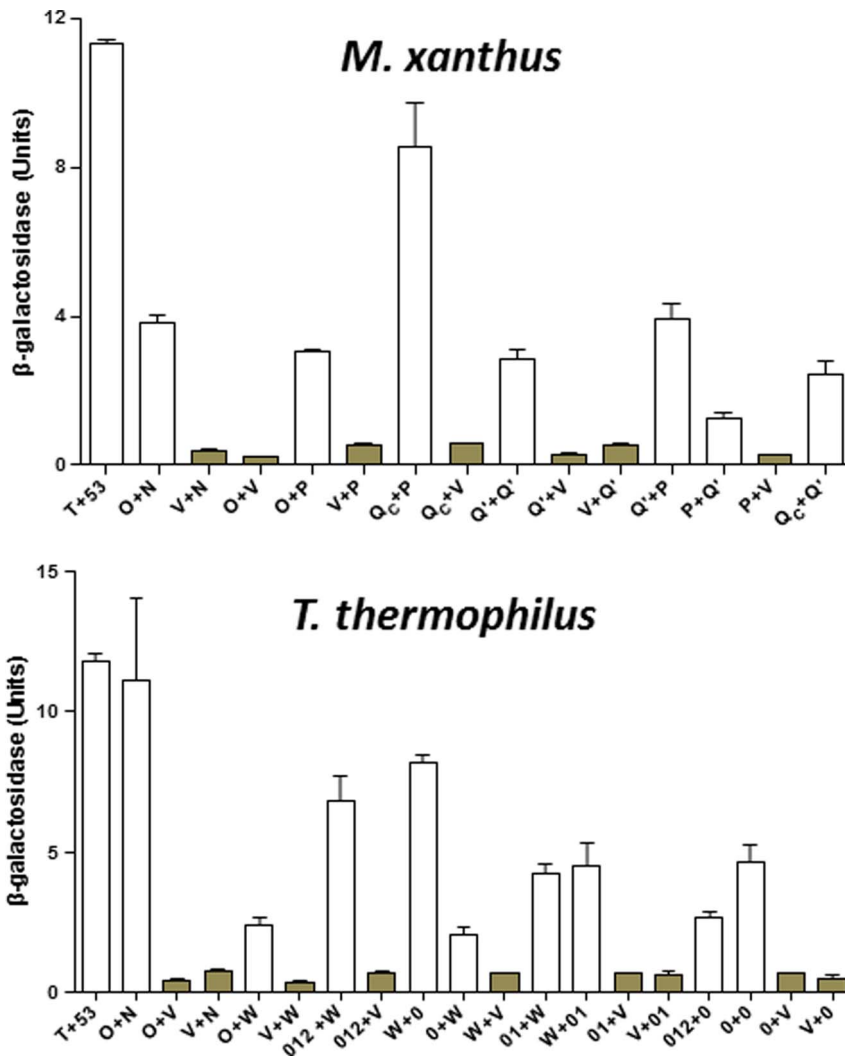 12
M. xanthus
β-galactosidase (Units)
8
4
0
T+53
O+N
V+N
O+V
O+P
V+P
QC+P
QC+V
Q'+Q'
Q'+V
V+Q'
Q'+P
P+Q'
P+V
QC+Q'
15
T. thermophilus
β-galactosidase (Units)
10
5
0
T+53
O+N
O+V
V+N
O+W
V+W
012 +W
012+V
W+0
0+W
W+V
01+W
W+01
01+V
V+01
012+0
0+0
0+V
V+0